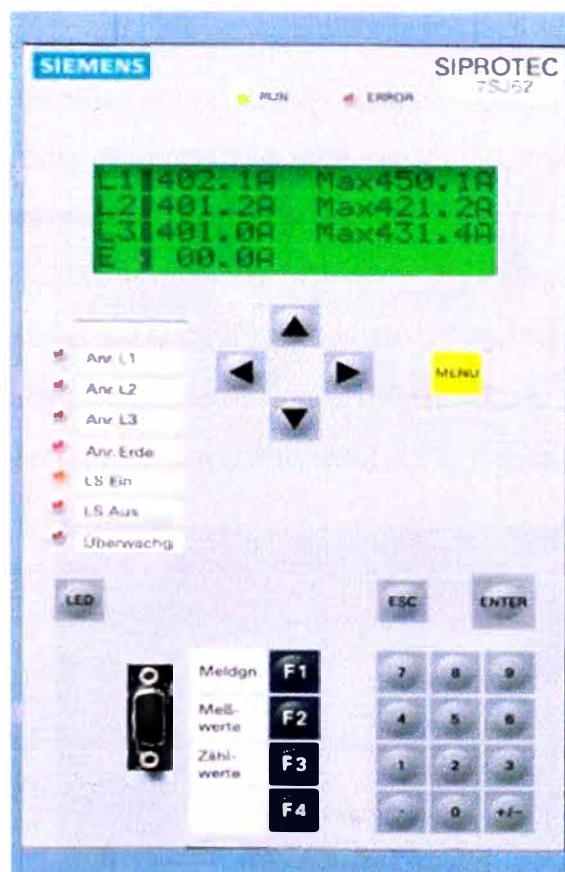 SIEMENS
SIPROTEC
7SJ62
RUN
ERROR
L1 402.1A Max450.1A
L2 401.2A Max421.2A
L3 401.0A Max431.4A
E 00.0A
MENU
Anr. L1
Anr. L2
Anr. L3
Anr. Erde
LS Ein
LS Aus
Überwachg
LED
ESC
ENTER
Meldgn. F1
Meß-
werte F2
Zähl-
werte F3
F4
7 8 9
4 5 6
1 2 3
. 0 +/-